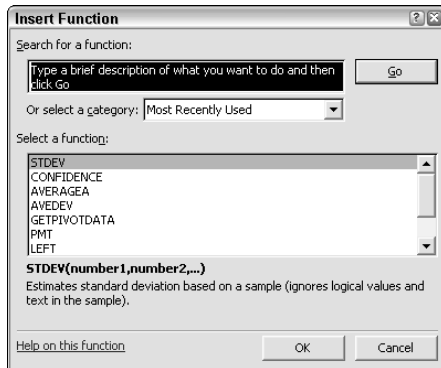 Insert Function
Search for a function:
Type a brief description of what you want to do and then
click Go
Go
Or select a category: Most Recently Used
Select a function:
STDEV
CONFIDENCE
AVERAGEA
AVEDEV
GETPIVOTDATA
PMT
LEFT
STDEV(number1,number2,...)
Estimates standard deviation based on a sample (ignores logical values and
text in the sample).
Help on this function
OK
Cancel